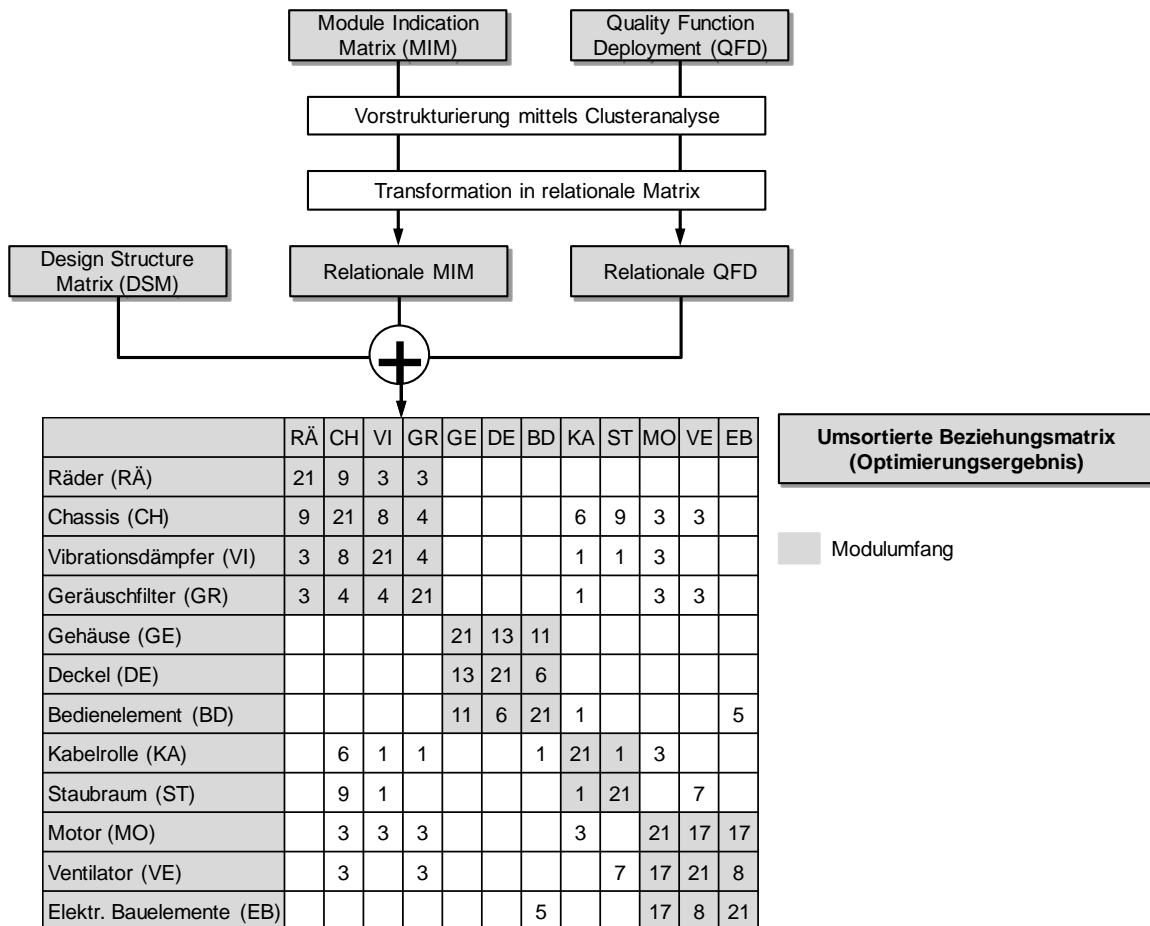 Module Indication
Matrix (MIM)
Quality Function
Deployment (QFD)
Vorstrukturierung mittels Clusteranalyse
Transformation in relationale Matrix
Design Structure
Matrix (DSM)
Relationale MIM
Relationale QFD
RÄ CH VI GR GE DE BD KA ST MO VE EB
Räder (RÄ) 21 9 3 3
Chassis (CH) 9 21 8 4 6 9 3 3
Vibrationsdämpfer (VI) 3 8 21 4 1 1 3
Geräuschfilter (GR) 3 4 4 21 1 3 3
Gehäuse (GE) 21 13 11
Deckel (DE) 13 21 6
Bedienelement (BD) 11 6 21 1 5
Kabelrolle (KA) 6 1 1 1 21 1 3
Staubraum (ST) 9 1 1 21 7
Motor (MO) 3 3 3 3 21 17 17
Ventilator (VE) 3 3 7 17 21 8
Elektr. Bauelemente (EB) 5 17 8 21
Umsortierte Beziehungsmatrix
(Optimierungsergebnis)
Modulumfang